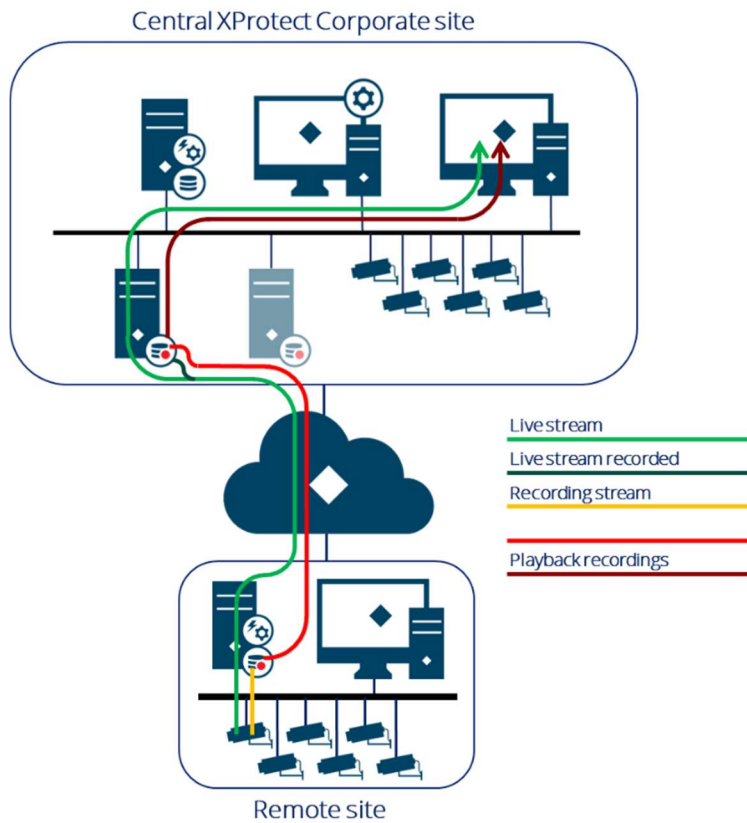 Central XProtect Corporate site
Live stream
Live stream recorded
Recording stream
Playback recordings
Remote site